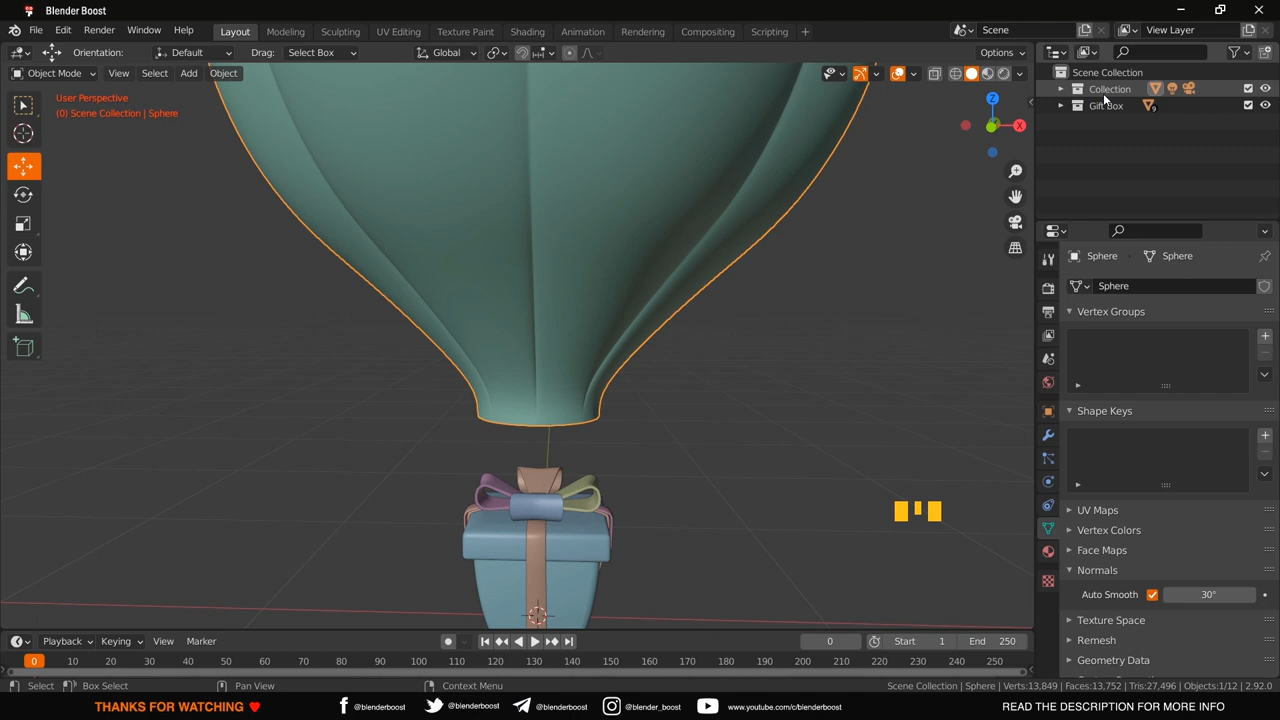 Blender Boost
File Edit Render Window Help Layout Modeling Sculpting UV Editing Texture Paint Shading Animation Rendering Compositing Scripting + Scene View Layer
Orientation: Default Drag: Select Box Global Options
Object Mode View Select Add Object
Scene Collection
Collection
Gift Box
9
User Perspective
(0) Scene Collection | Sphere
Z
X
Sphere Sphere
Sphere
Vertex Groups
Shape Keys
UV Maps
Vertex Colors
Face Maps
Normals
Auto Smooth 30°
Texture Space
Remesh
Geometry Data
Playback Keying View Marker 0 Start 1 End 250
0 10 20 30 40 50 60 70 80 90 100 110 120 130 140 150 160 170 180 190 200 210 220 230 240 250
Select Box Select Pan View Context Menu Scene Collection | Sphere | Verts:13,849 | Faces:13,752 | Tris:27,496 | Objects:1/12 | 2.92.0
THANKS FOR WATCHING @blenderboost @blenderboost @blenderboost @blender_boost www.youtube.com/c/blenderboost READ THE DESCRIPTION FOR MORE INFO